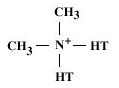 CH₃
CH₃ — N⁺ — HT
HT